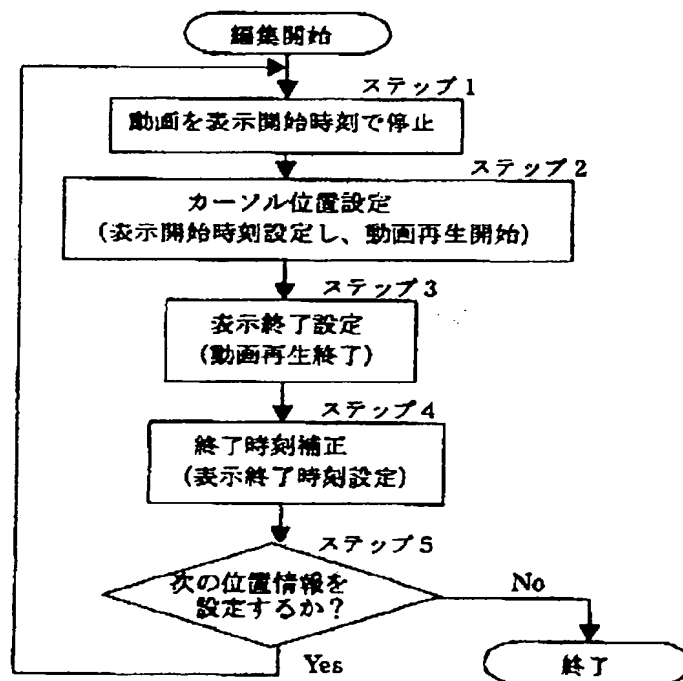 編集開始
ステップ1
動画を表示開始時刻で停止
ステップ2
カーソル位置設定
(表示開始時刻設定し、動画再生開始)
ステップ3
表示終了設定
(動画再生終了)
ステップ4
終了時刻補正
(表示終了時刻設定)
ステップ5
次の位置情報を
設定するか?
No
Yes
終了